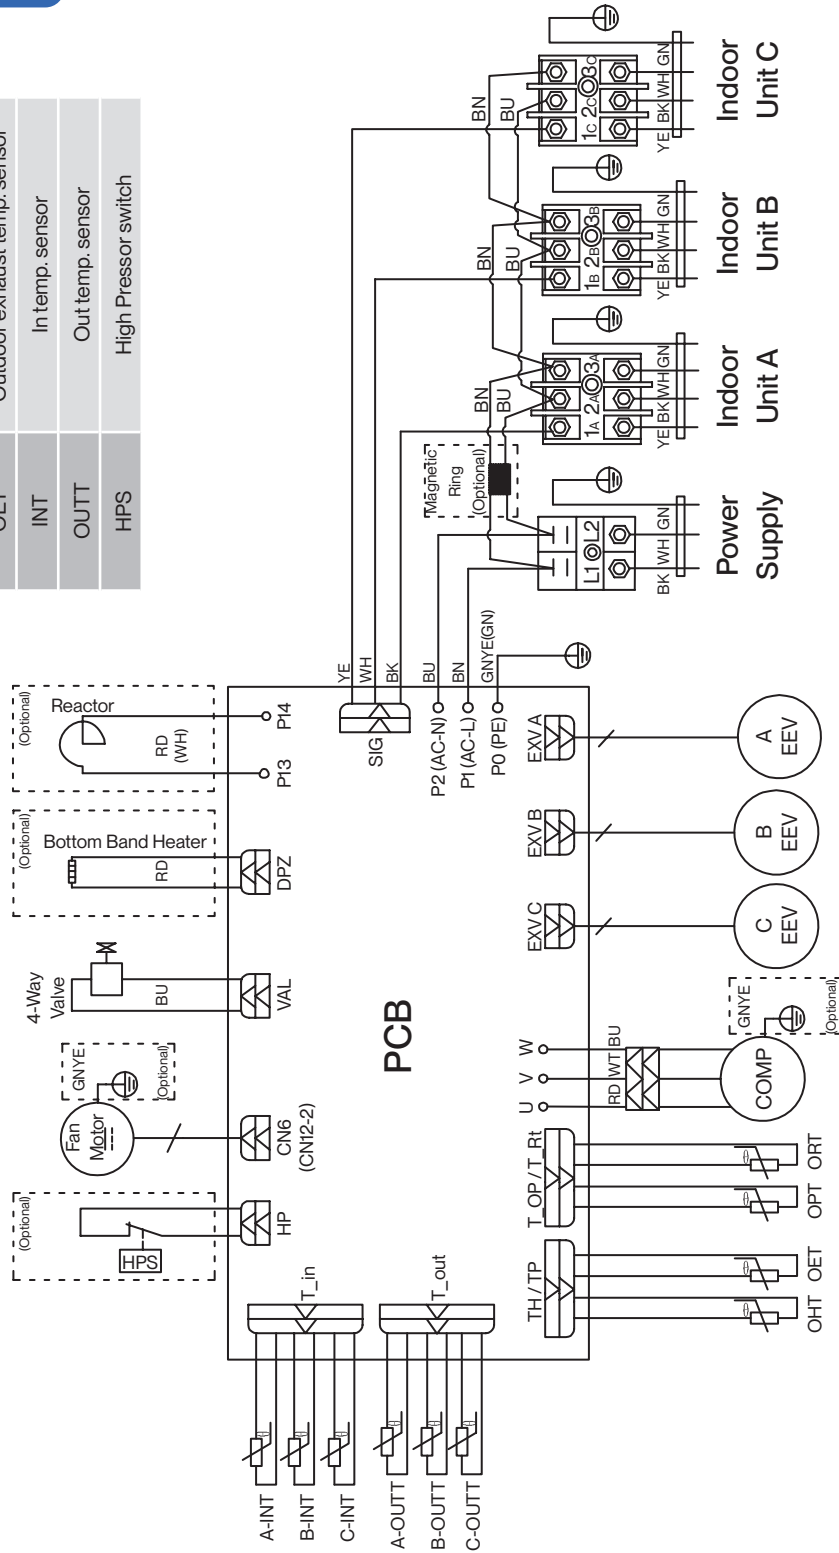 INT
In temp. sensor
OUTT
Out temp. sensor
HPS
High Pressor switch
(Optional)
HPS
HP
Fan
Motor
GNYE
(Optional)
CN6
(CN12-2)
4-Way
Valve
BU
VAL
(Optional)
Bottom Band Heater
RD
DPZ
(Optional)
Reactor
RD
(WH)
P13
P14
PCB
A-INT
B-INT
C-INT
T_in
A-OUTT
B-OUTT
C-OUTT
T_out
SIG
YE
WH
BK
P2 (AC-N)
BU
P1 (AC-L)
BN
P0 (PE)
GNYE(GN)
TH / TP
OHT
OET
T_OP / T_Rt
OPT
ORT
U
V
W
RD
WT
BU
COMP
GNYE
(Optional)
EXV C
EXV B
EXV A
C
EEV
B
EEV
A
EEV
Magnetic
Ring
(Optional)
BN
BU
BN
BU
BN
BU
L1
L2
BK WH GN
Power
Supply
1A 2A 3A
YE BK WH GN
Indoor
Unit A
1B 2B 3B
YE BK WH GN
Indoor
Unit B
1C 2C 3C
YE BK WH GN
Indoor
Unit C